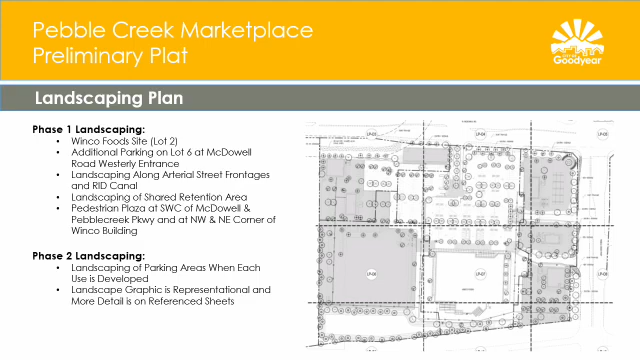 Pebble Creek Marketplace
Preliminary Plat
Goodyear
Landscaping Plan
Phase 1 Landscaping:
• Winco Foods Site (Lot 2)
• Additional Parking on Lot 6 at McDowell
Road Westerly Entrance
• Landscaping Along Arterial Street Frontages
and RID Canal
• Landscaping of Shared Retention Area
• Pedestrian Plaza at SWC of McDowell &
Pebblecreek Pkwy and at NW & NE Corner of
Winco Building
Phase 2 Landscaping:
• Landscaping of Parking Areas When Each
Use is Developed
• Landscape Graphic is Representational and
More Detail is on Referenced Sheets